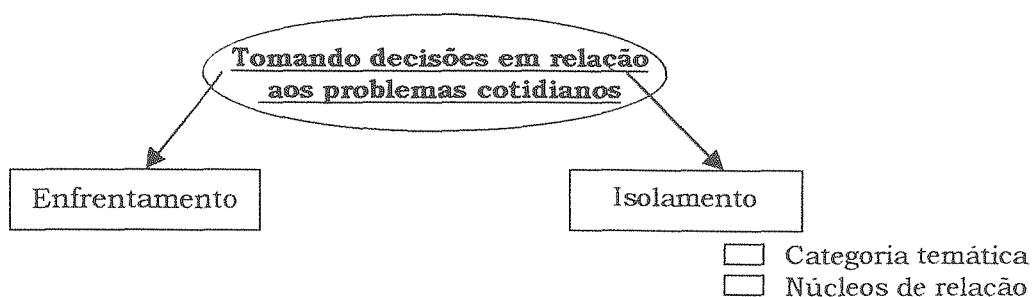 Tomando decisões em relação
aos problemas cotidianos
Enfrentamento
Isolamento
Categoria temática
Núcleos de relação